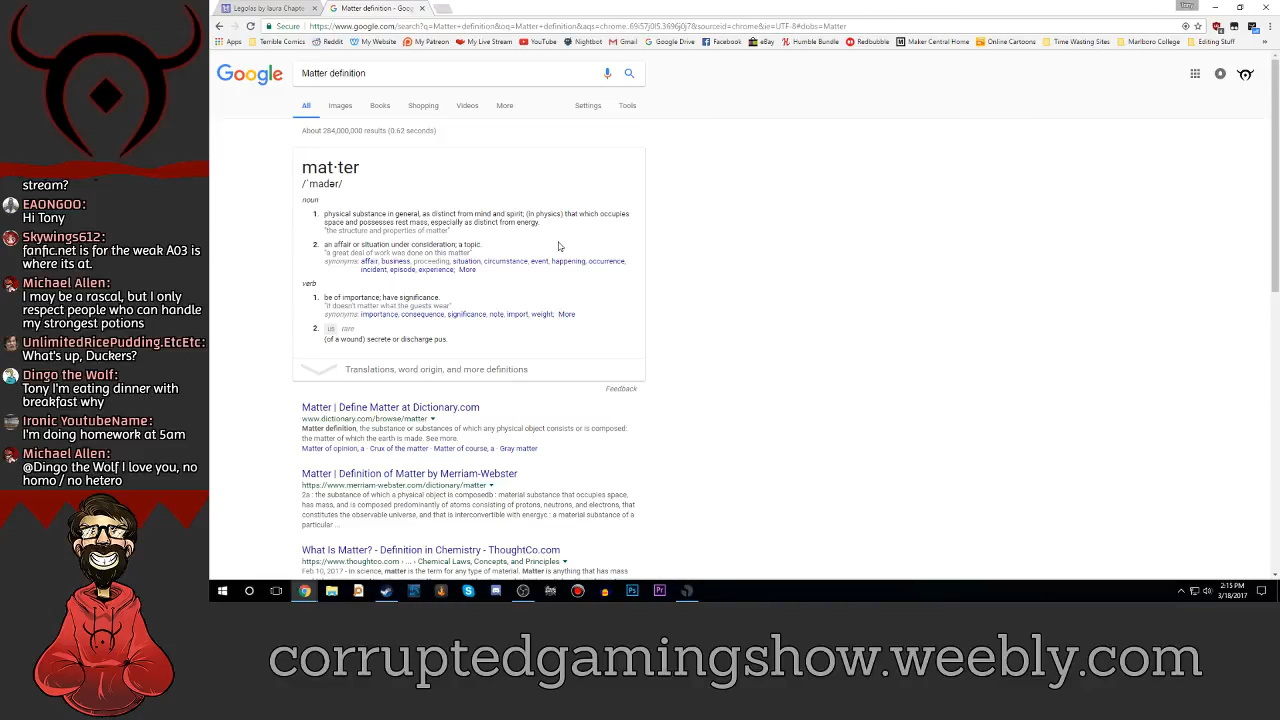 Legolas by laura Chapte
Matter definition - Goo
Tony
Secure
https://www.google.com/search?q=Matter+definition&oq=Matter+definition&aqs=chrome..69i57j0l5.3696j0j7&sourceid=chrome&ie=UTF-8#dobs=Matter
Apps Terrible Comics Reddit My Website My Patreon My Live Stream YouTube Nightbot Gmail Google Drive Facebook eBay Humble Bundle Redbubble Maker Central Home Online Cartoons Time Wasting Sites Marlboro College Editing Stuff
Google
Matter definition
All Images Books Shopping Videos More Settings Tools
About 284,000,000 results (0.62 seconds)
mat·ter
/ˈmadər/
noun
1. physical substance in general, as distinct from mind and spirit; (in physics) that which occupies
space and possesses rest mass, especially as distinct from energy.
"the structure and properties of matter"
2. an affair or situation under consideration; a topic.
"a great deal of work was done on this matter"
synonyms: affair, business, proceeding, situation, circumstance, event, happening, occurrence,
incident, episode, experience; More
verb
1. be of importance; have significance.
"it doesn't matter what the guests wear"
synonyms: importance, consequence, significance, note, import, weight; More
2. US rare
(of a wound) secrete or discharge pus.
Translations, word origin, and more definitions
Feedback
Matter | Define Matter at Dictionary.com
www.dictionary.com/browse/matter
Matter definition, the substance or substances of which any physical object consists or is composed:
the matter of which the earth is made. See more.
Matter of opinion, a · Crux of the matter · Matter of course, a · Gray matter
Matter | Definition of Matter by Merriam-Webster
https://www.merriam-webster.com/dictionary/matter
2a : the substance of which a physical object is composedb : material substance that occupies space,
has mass, and is composed predominantly of atoms consisting of protons, neutrons, and electrons, that
constitutes the observable universe, and that is interconvertible with energyc : a material substance of a
particular ...
What Is Matter? - Definition in Chemistry - ThoughtCo.com
https://www.thoughtco.com › ... › Chemical Laws, Concepts, and Principles
Feb 10, 2017 - In science, matter is the term for any type of material. Matter is anything that has mass
2:15 PM
3/18/2017
stream?
EAONGOO:
Hi Tony
Skywings612:
fanfic.net is for the weak A03 is
where its at.
Michael Allen:
I may be a rascal, but I only
respect people who can handle
my strongest potions
UnlimitedRicePudding.EtcEtc:
What's up, Duckers?
Dingo the Wolf:
Tony I'm eating dinner with
breakfast why
Ironic YoutubeName:
I'm doing homework at 5am
Michael Allen:
@Dingo the Wolf I love you, no
homo / no hetero
corruptedgamingshow.weebly.com